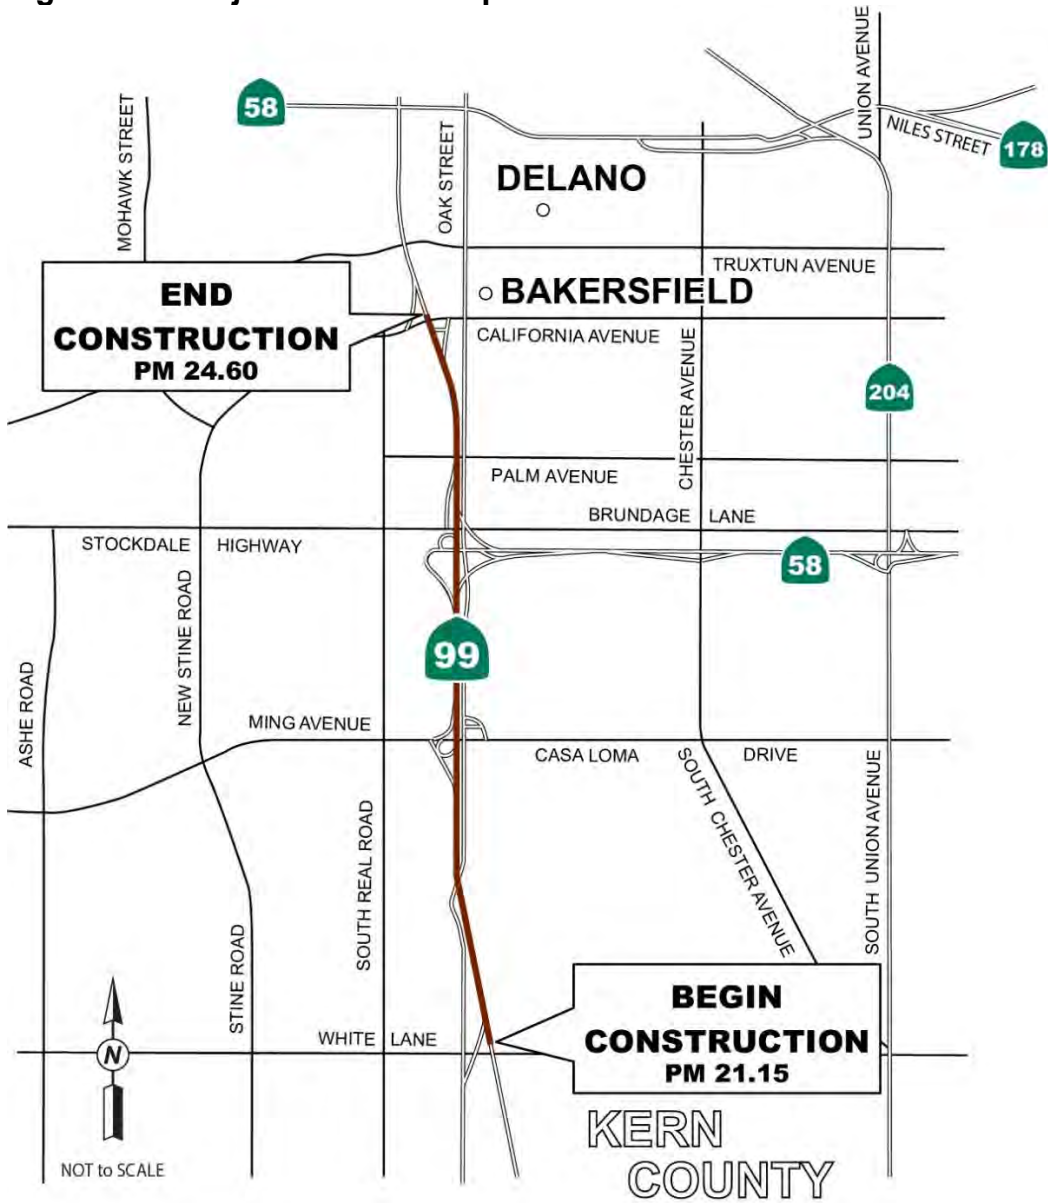 58
MOHAWK STREET
OAK STREET
UNION AVENUE
NILES STREET
178
DELANO
TRUXTUN AVENUE
END
CONSTRUCTION
PM 24.60
BAKERSFIELD
CALIFORNIA AVENUE
CHESTER AVENUE
204
PALM AVENUE
BRUNDAGE LANE
STOCKDALE HIGHWAY
58
NEW STINE ROAD
99
ASHE ROAD
MING AVENUE
CASA LOMA DRIVE
SOUTH CHESTER AVENUE
SOUTH UNION AVENUE
SOUTH REAL ROAD
STINE ROAD
BEGIN
CONSTRUCTION
PM 21.15
WHITE LANE
N
KERN
COUNTY
NOT to SCALE